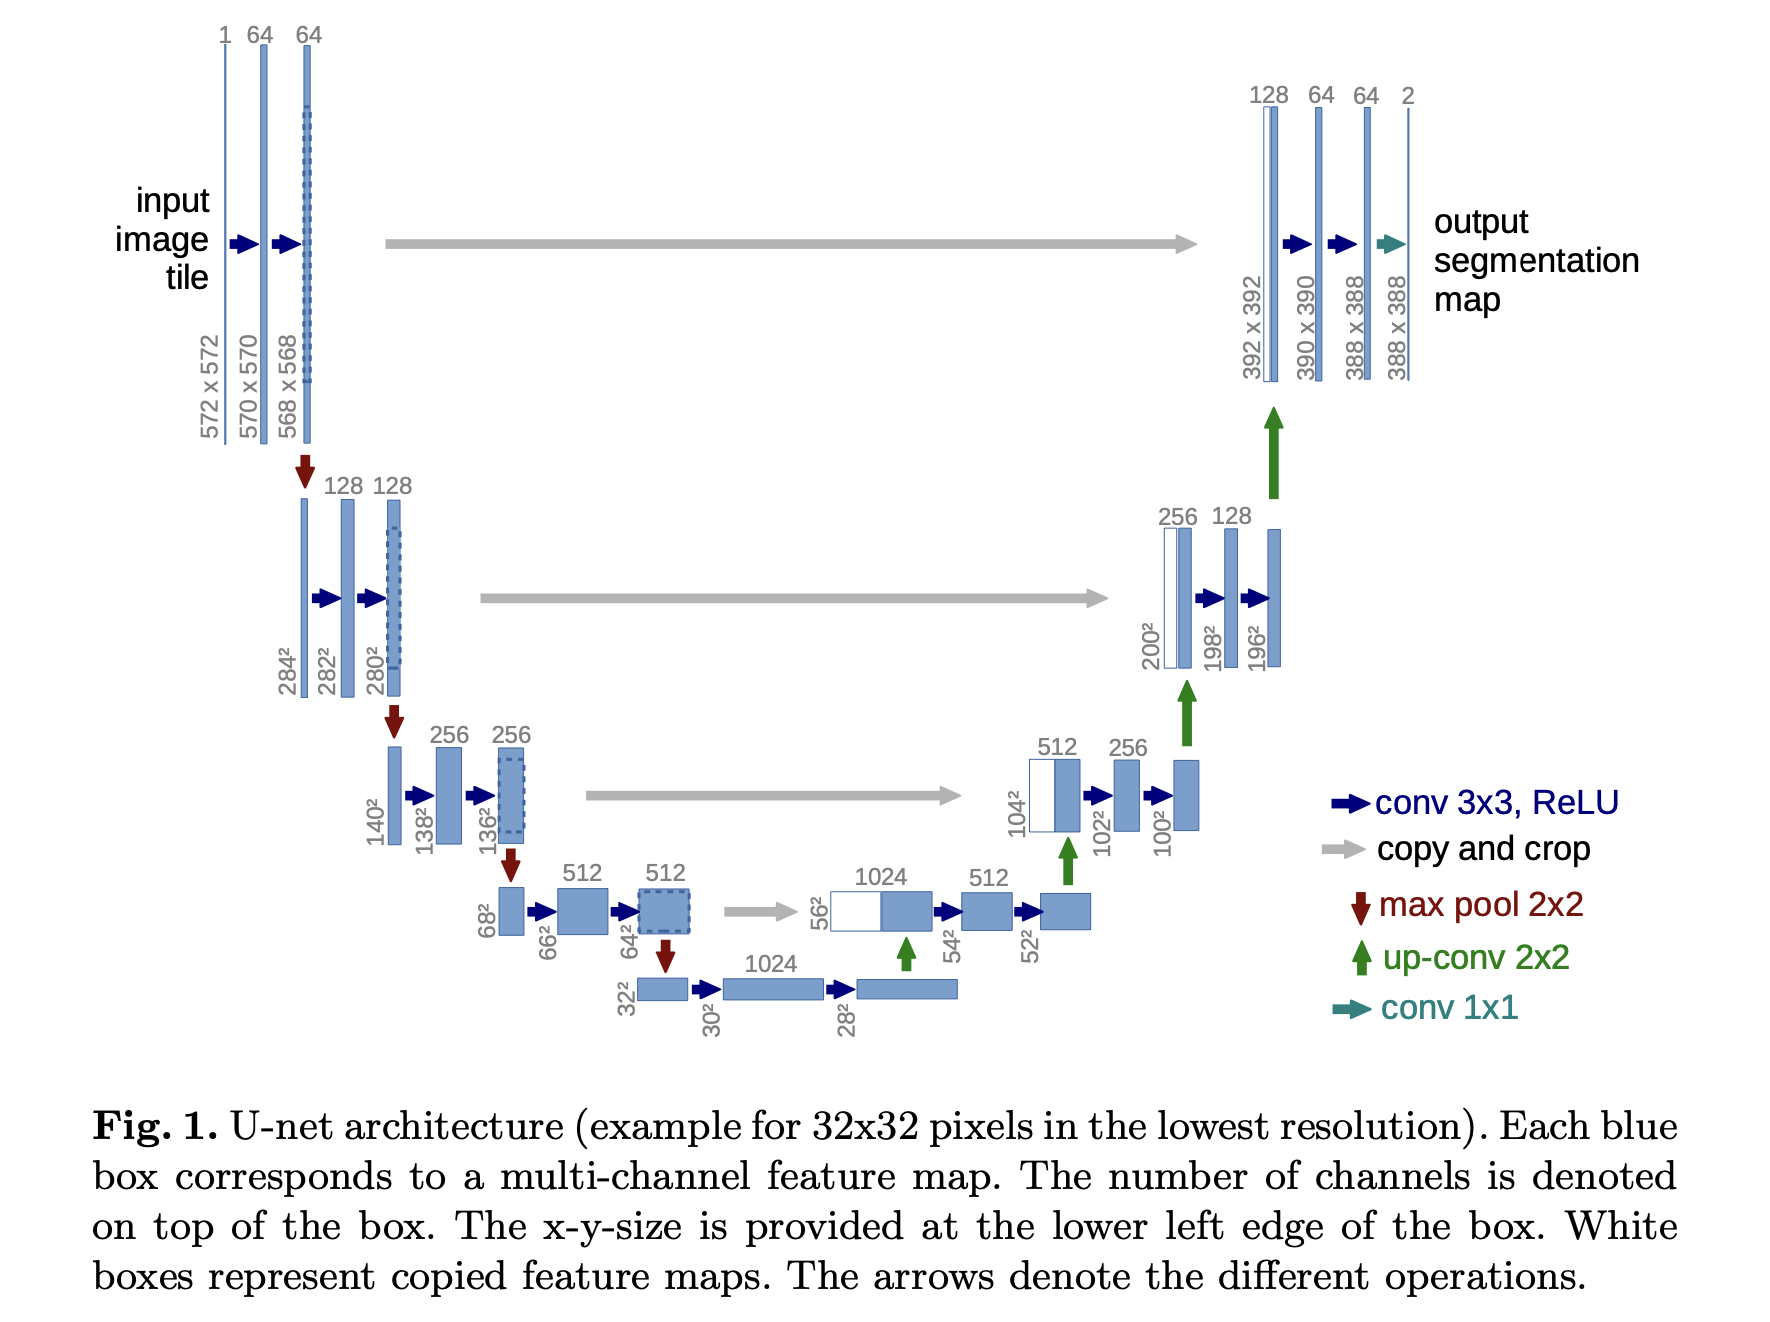 1 64 64
input
image
tile
572 x 572
570 x 570
568 x 568
128 64 64 2
392 x 392
390 x 390
388 x 388
388 x 388
output
segmentation
map
128 128
284²
282²
280²
256 128
200²
198²
196²
256 256
140²
138²
136²
512 256
104²
102²
100²
512 512
68²
66²
64²
1024 512
56²
54²
52²
1024
32²
30²
28²
conv 3x3, ReLU
copy and crop
max pool 2x2
up-conv 2x2
conv 1x1
Fig. 1. U-net architecture (example for 32x32 pixels in the lowest resolution). Each blue
box corresponds to a multi-channel feature map. The number of channels is denoted
on top of the box. The x-y-size is provided at the lower left edge of the box. White
boxes represent copied feature maps. The arrows denote the different operations.